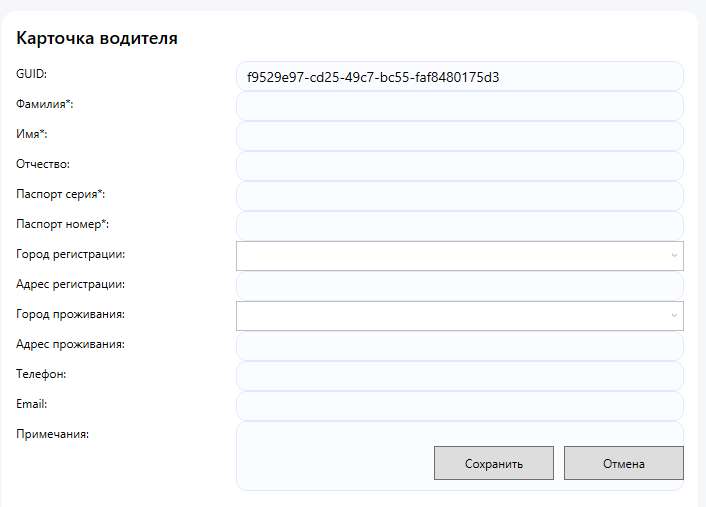 Карточка водителя
GUID: f9529e97-cd25-49c7-bc55-faf8480175d3
Фамилия*:
Имя*:
Отчество:
Паспорт серия*:
Паспорт номер*:
Город регистрации:
Адрес регистрации:
Город проживания:
Адрес проживания:
Телефон:
Email:
Примечания:
Сохранить Отмена